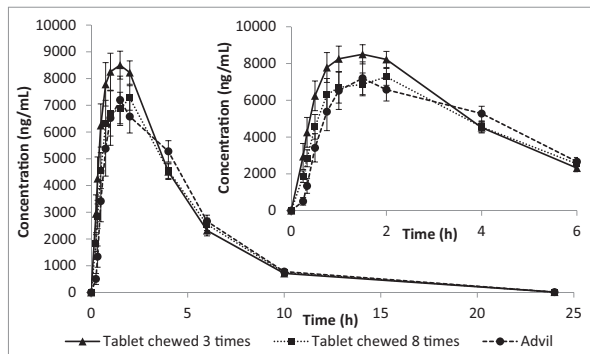 10000
9000
8000
7000
6000
5000
4000
3000
2000
1000
0
Concentration (ng/mL)
0 5 10 15 20 25
Time (h)
10000
8000
6000
4000
2000
0
Concentration (ng/mL)
0 2 4 6
Time (h)
Tablet chewed 3 times Tablet chewed 8 times Advil